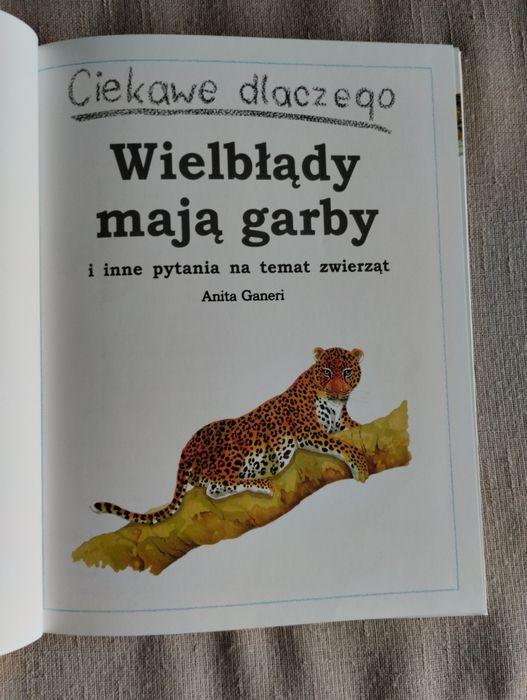 Ciekawe dlaczego
Wielbłądy
mają garby
i inne pytania na temat zwierząt
Anita Ganeri